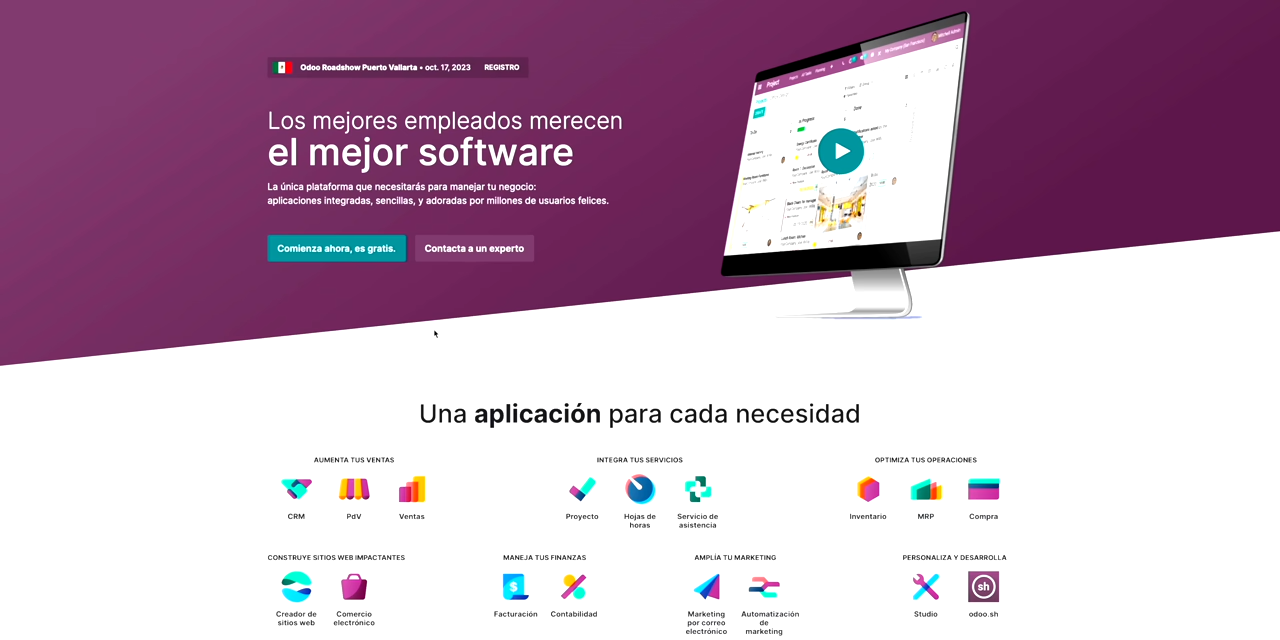 Odoo Roadshow Puerto Vallarta • oct. 17, 2023 REGISTRO
Los mejores empleados merecen
el mejor software
La única plataforma que necesitarás para manejar tu negocio:
aplicaciones integradas, sencillas, y adoradas por millones de usuarios felices.
Comienza ahora, es gratis. Contacta a un experto
Project
Una aplicación para cada necesidad
AUMENTA TUS VENTAS
CRM PdV Ventas
INTEGRA TUS SERVICIOS
Proyecto Hojas de horas Servicio de asistencia
OPTIMIZA TUS OPERACIONES
Inventario MRP Compra
CONSTRUYE SITIOS WEB IMPACTANTES
Creador de sitios web Comercio electrónico
MANEJA TUS FINANZAS
$
Facturación Contabilidad
AMPLÍA TU MARKETING
Marketing por correo electrónico Automatización de marketing
PERSONALIZA Y DESARROLLA
sh
Studio odoo.sh